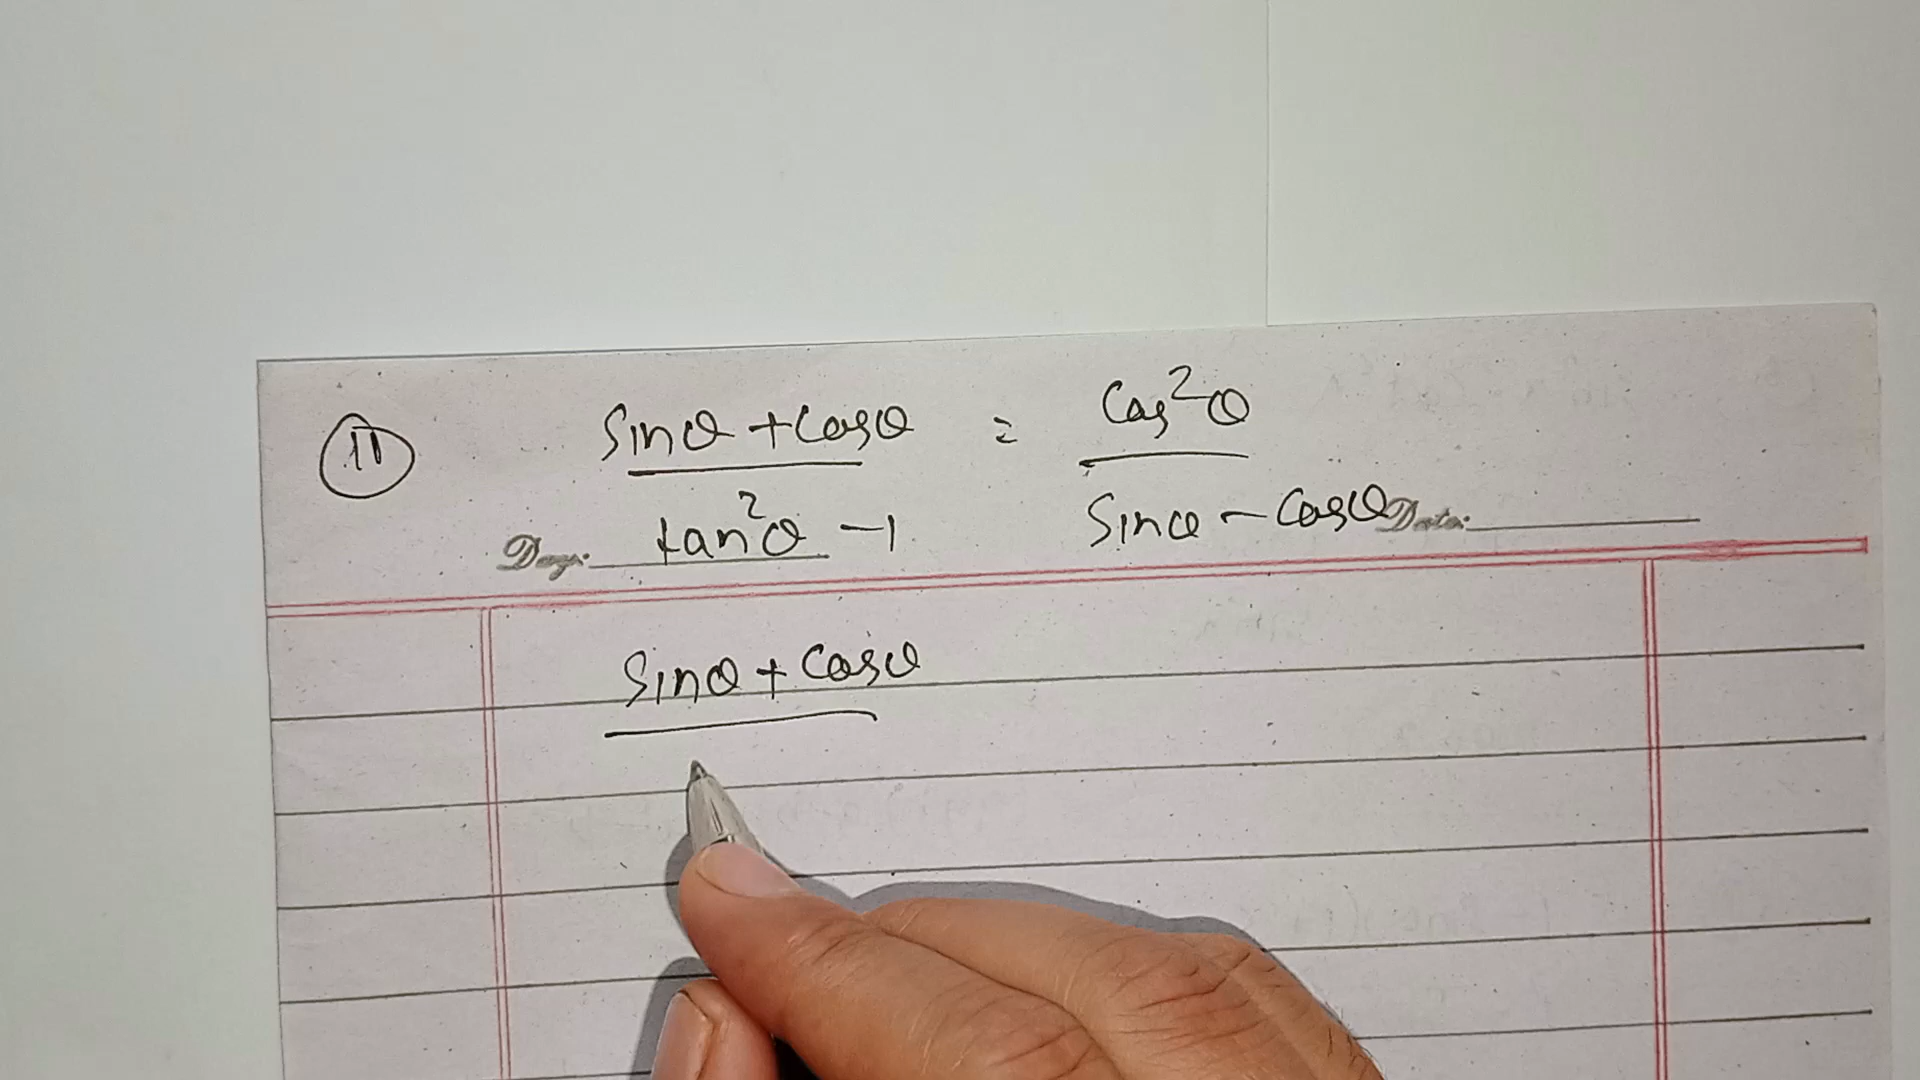 11 sinθ + cosθ = cos²θ
Day: tan²θ - 1 sinθ - cosθ Date:
sinθ + cosθ